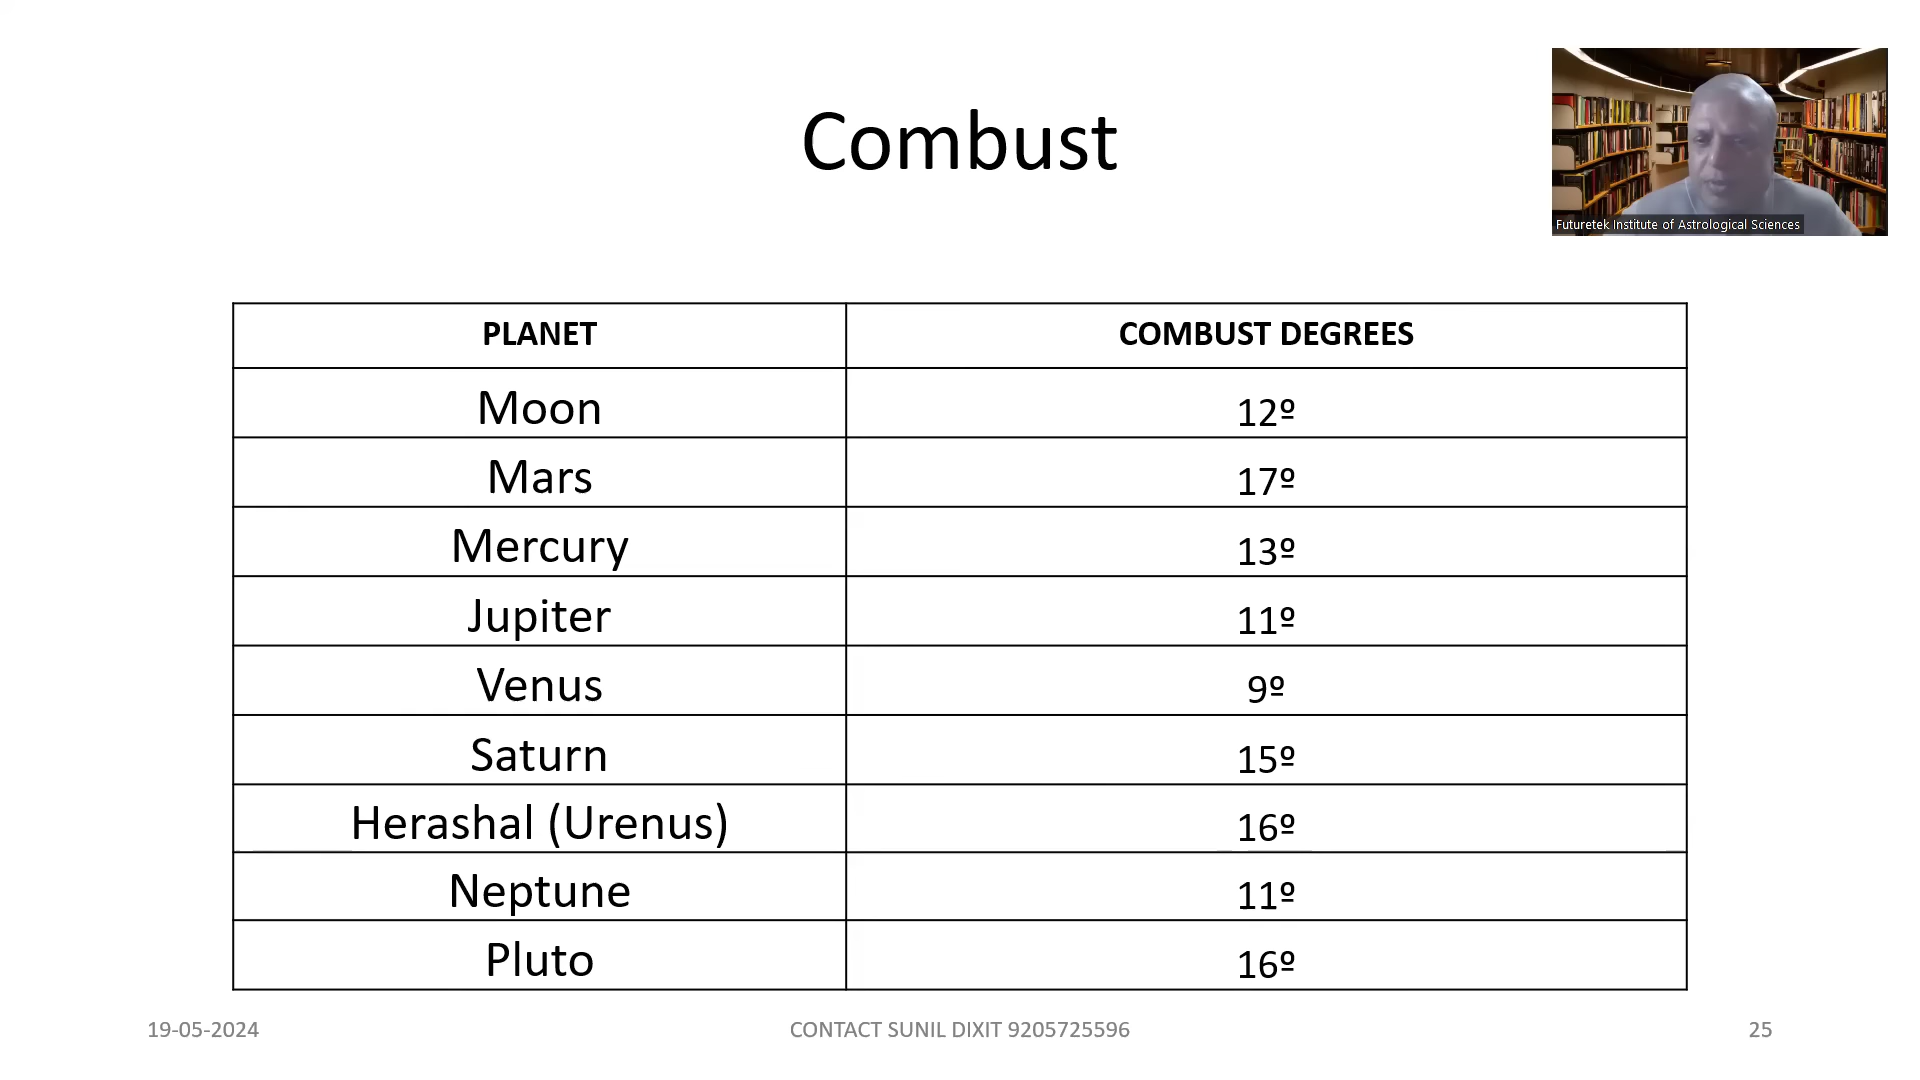 Combust
Futuretek Institute of Astrological Sciences
PLANET COMBUST DEGREES
Moon 12º
Mars 17º
Mercury 13º
Jupiter 11º
Venus 9º
Saturn 15º
Herashal (Urenus) 16º
Neptune 11º
Pluto 16º
19-05-2024 CONTACT SUNIL DIXIT 9205725596 25